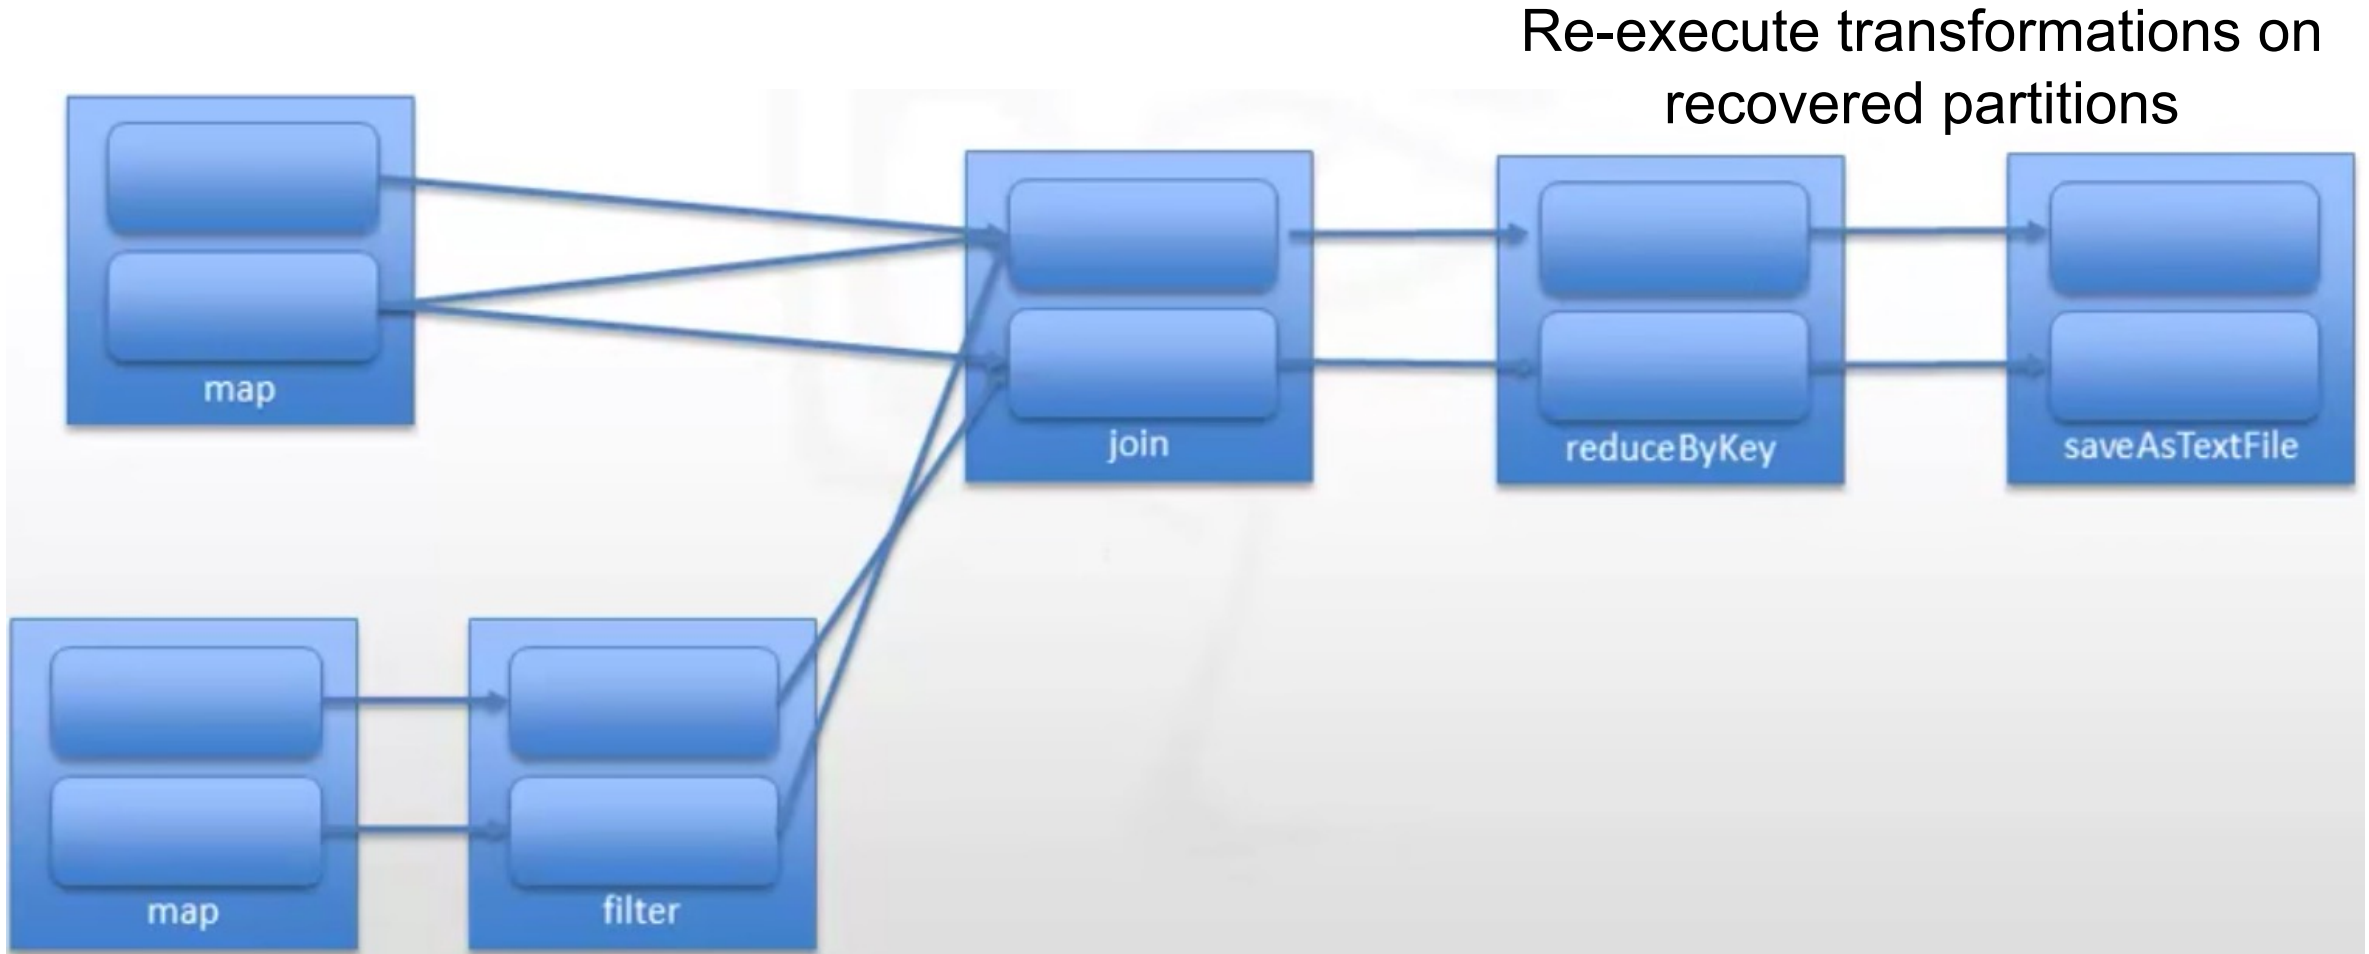 Re-execute transformations on
recovered partitions
map
join
reduceByKey
saveAsTextFile
map
filter